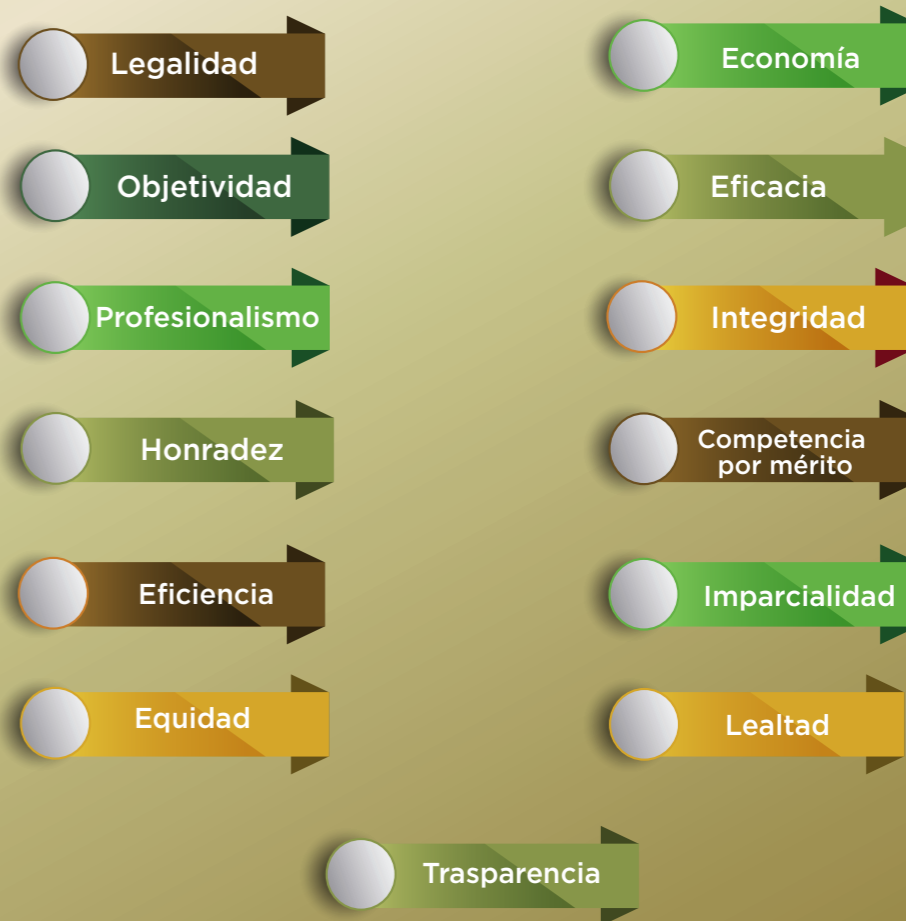 Legalidad
Objetividad
Profesionalismo
Honradez
Eficiencia
Equidad
Economía
Eficacia
Integridad
Competencia
por mérito
Imparcialidad
Lealtad
Trasparencia